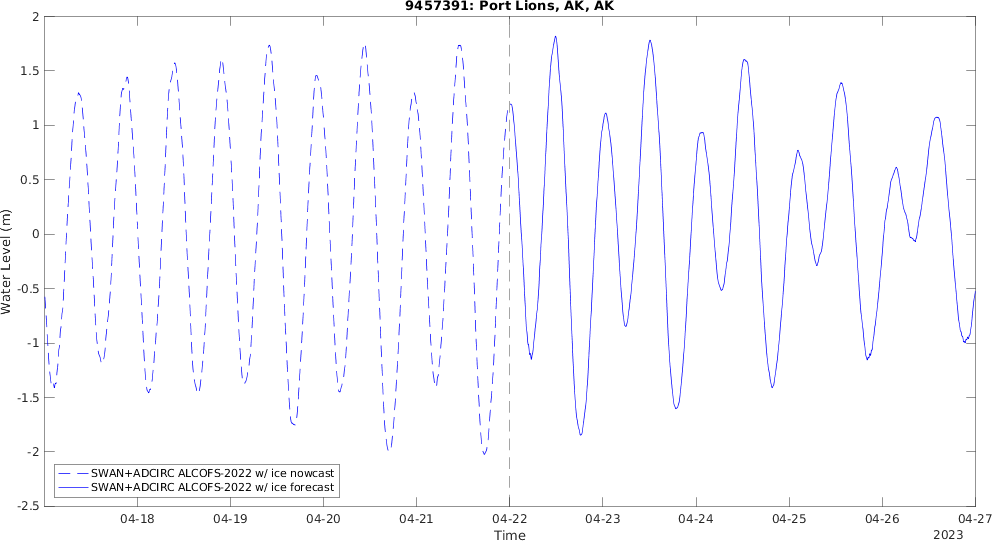 9457391: Port Lions, AK, AK
2
1.5
1
0.5
0
-0.5
-1
-1.5
-2
-2.5
Water Level (m)
SWAN+ADCIRC ALCOFS-2022 w/ ice nowcast
SWAN+ADCIRC ALCOFS-2022 w/ ice forecast
04-18 04-19 04-20 04-21 04-22 04-23 04-24 04-25 04-26 04-27
Time
2023